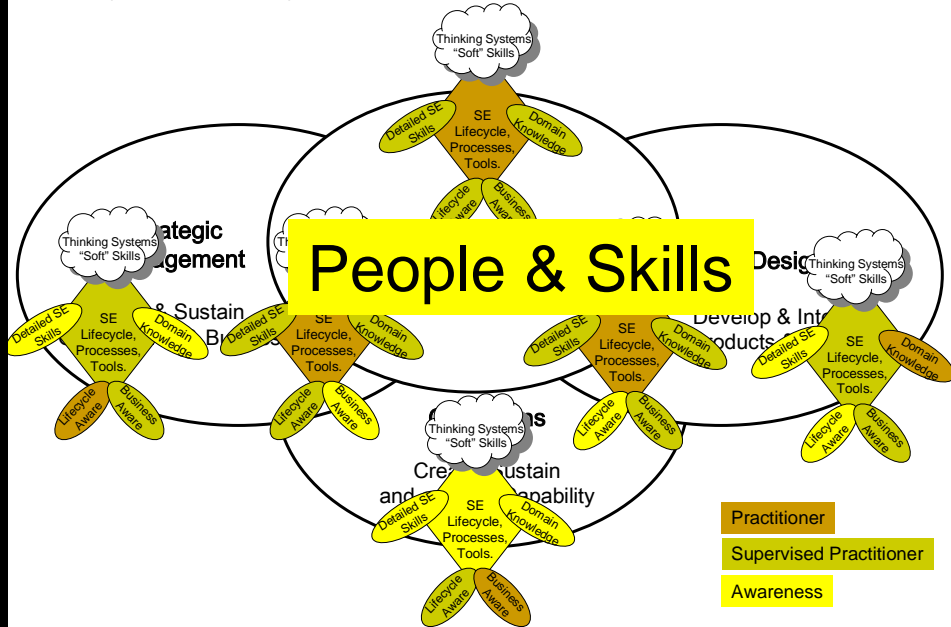 Thinking Systems
“Soft” Skills
Detailed SE
Skills
SE
Lifecycle,
Processes,
Tools.
Domain
Knowledge
Lifecycle
Aware
Business
Aware
Thinking Systems
“Soft” Skills
ategic
agement
& Sustain
Detailed SE
Skills
SE
Lifecycle,
Processes,
Tools.
Domain
Knowledge
Lifecycle
Aware
Business
Aware
People & Skills
Detailed SE
Skills
SE
Lifecycle,
Processes,
Tools.
Domain
Knowledge
Lifecycle
Aware
Business
Aware
Detailed SE
Skills
SE
Lifecycle,
Processes,
Tools.
Domain
Knowledge
Lifecycle
Aware
Business
Aware
Desig
Develop & Inte
roducts
Thinking Systems
“Soft” Skills
Detailed SE
Skills
SE
Lifecycle,
Processes,
Tools.
Domain
Knowledge
Lifecycle
Aware
Business
Aware
Thinking Systems
“Soft” Skills
ns
Crea Sustain
and apability
Detailed SE
Skills
SE
Lifecycle,
Processes,
Tools.
Domain
Knowledge
Lifecycle
Aware
Business
Aware
Practitioner
Supervised Practitioner
Awareness